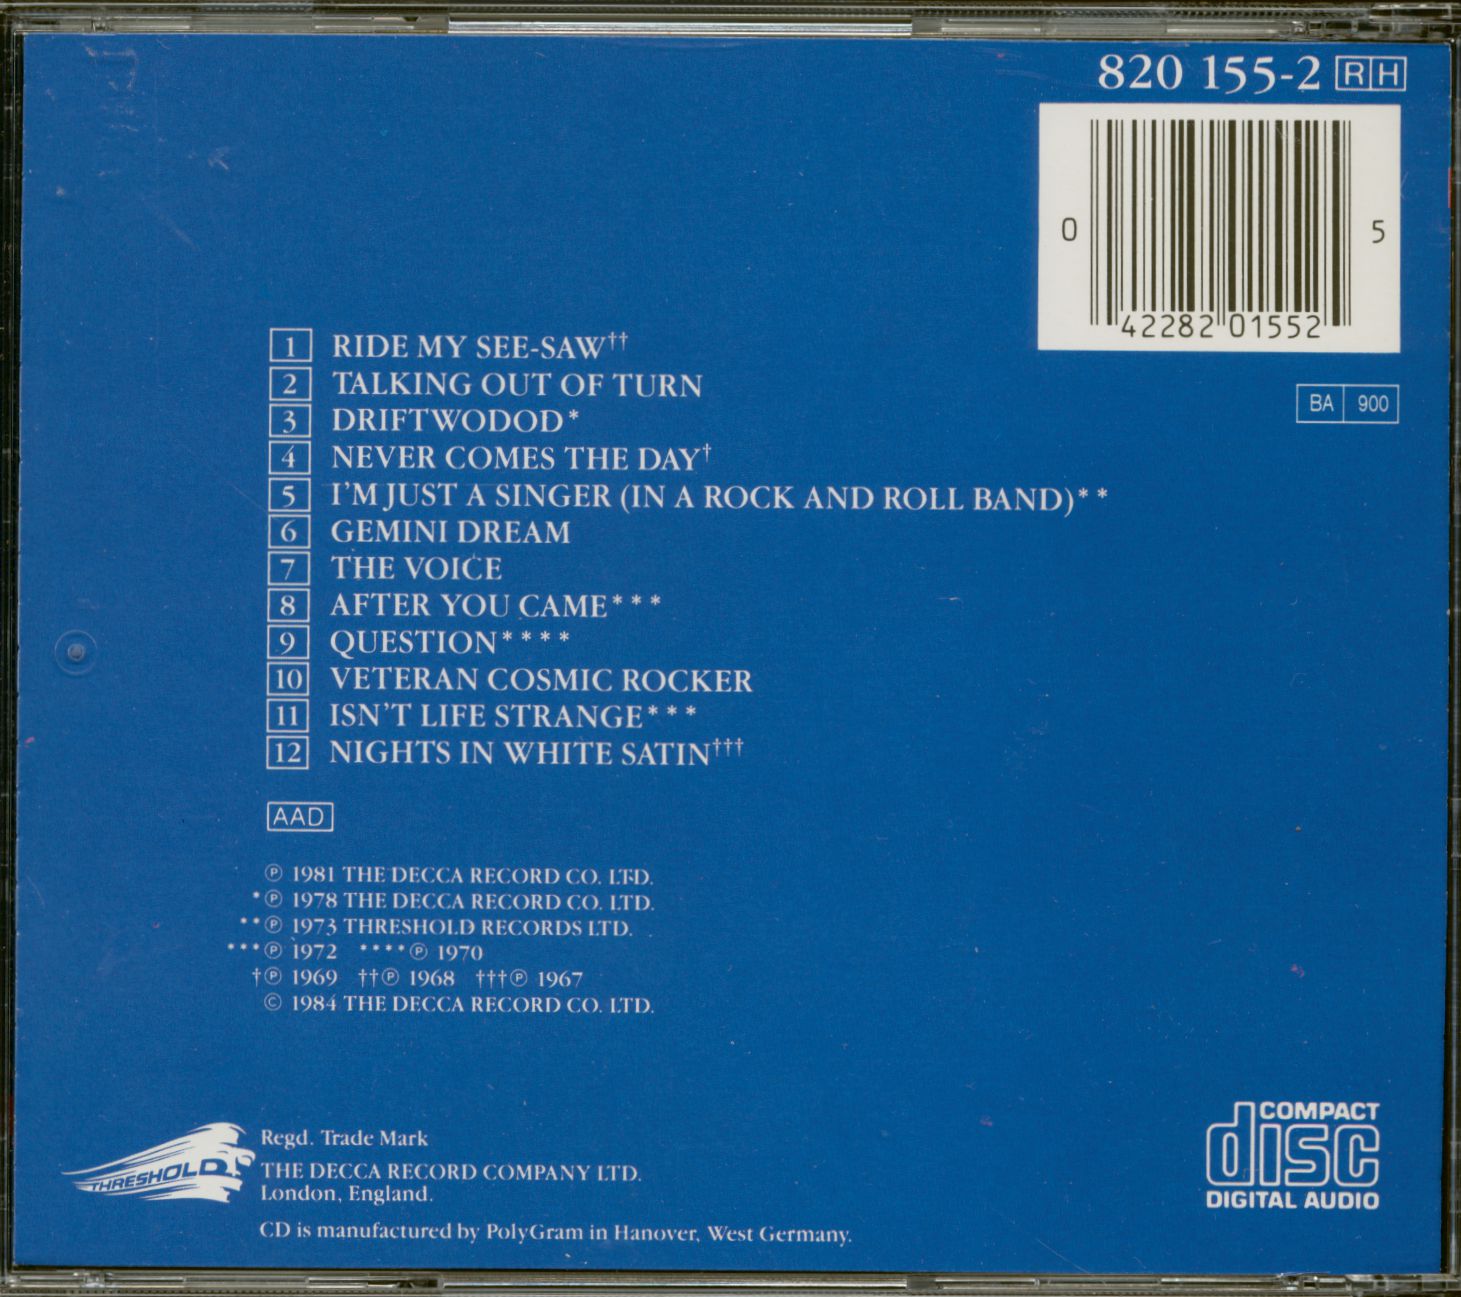 820 155-2 RH
0 42282 01552 5
BA 900
1 RIDE MY SEE-SAW††
2 TALKING OUT OF TURN
3 DRIFTWODOD*
4 NEVER COMES THE DAY†
5 I'M JUST A SINGER (IN A ROCK AND ROLL BAND)**
6 GEMINI DREAM
7 THE VOICE
8 AFTER YOU CAME***
9 QUESTION****
10 VETERAN COSMIC ROCKER
11 ISN'T LIFE STRANGE***
12 NIGHTS IN WHITE SATIN†††
AAD
℗ 1981 THE DECCA RECORD CO. LTD.
*℗ 1978 THE DECCA RECORD CO. LTD.
**℗ 1973 THRESHOLD RECORDS LTD.
***℗ 1972 ****℗ 1970
†℗ 1969 ††℗ 1968 †††℗ 1967
© 1984 THE DECCA RECORD CO. LTD.
THRESHOLD
Regd. Trade Mark
THE DECCA RECORD COMPANY LTD.
London, England.
CD is manufactured by PolyGram in Hanover, West Germany.
COMPACT
disc
DIGITAL AUDIO